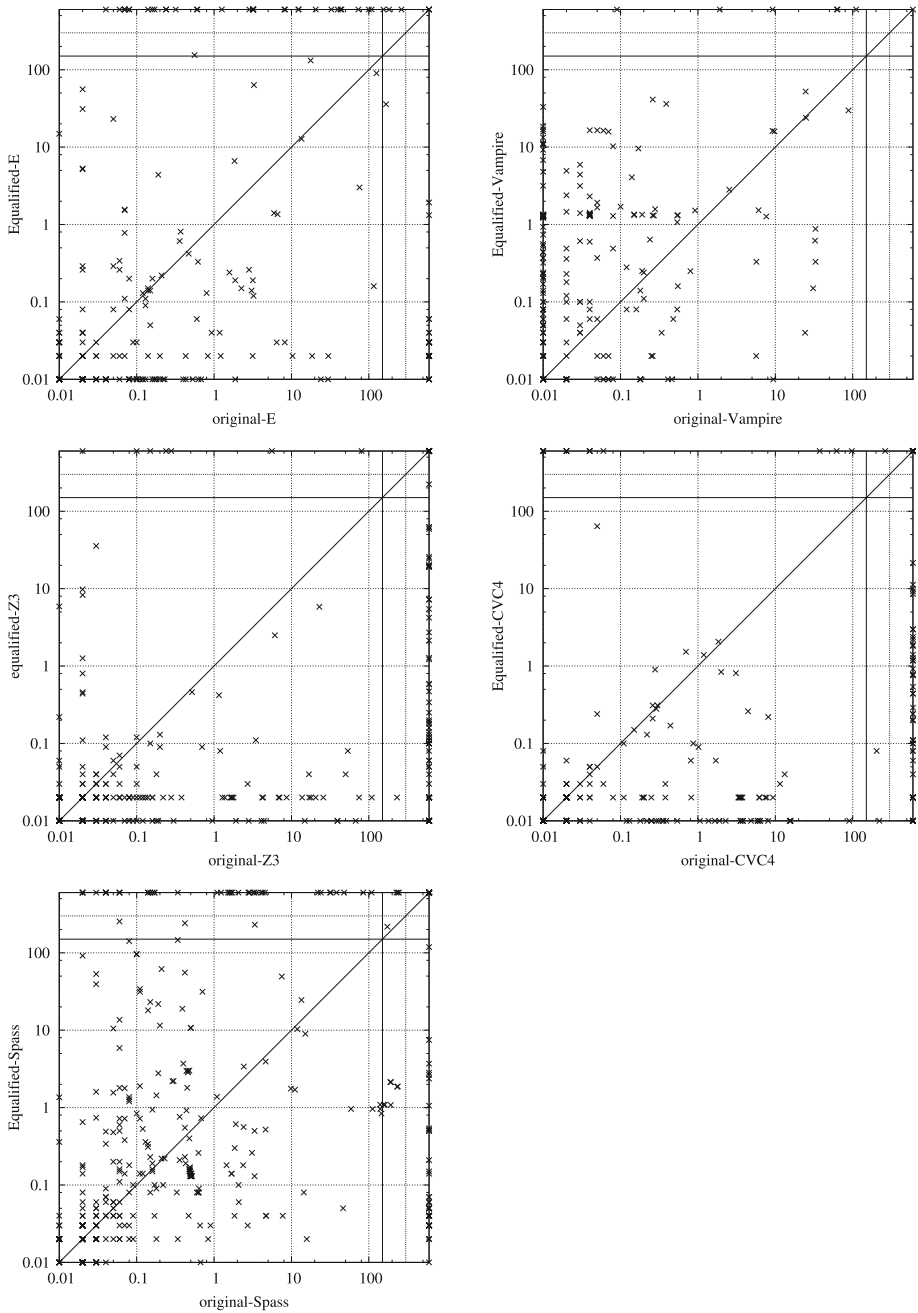 100
10
1
0.1
0.01
Equalified-E
0.01 0.1 1 10 100
original-E
100
10
1
0.1
0.01
Equalified-Vampire
0.01 0.1 1 10 100
original-Vampire
100
10
1
0.1
0.01
equalified-Z3
0.01 0.1 1 10 100
original-Z3
100
10
1
0.1
0.01
Equalified-CVC4
0.01 0.1 1 10 100
original-CVC4
100
10
1
0.1
0.01
Equalified-Spass
0.01 0.1 1 10 100
original-Spass